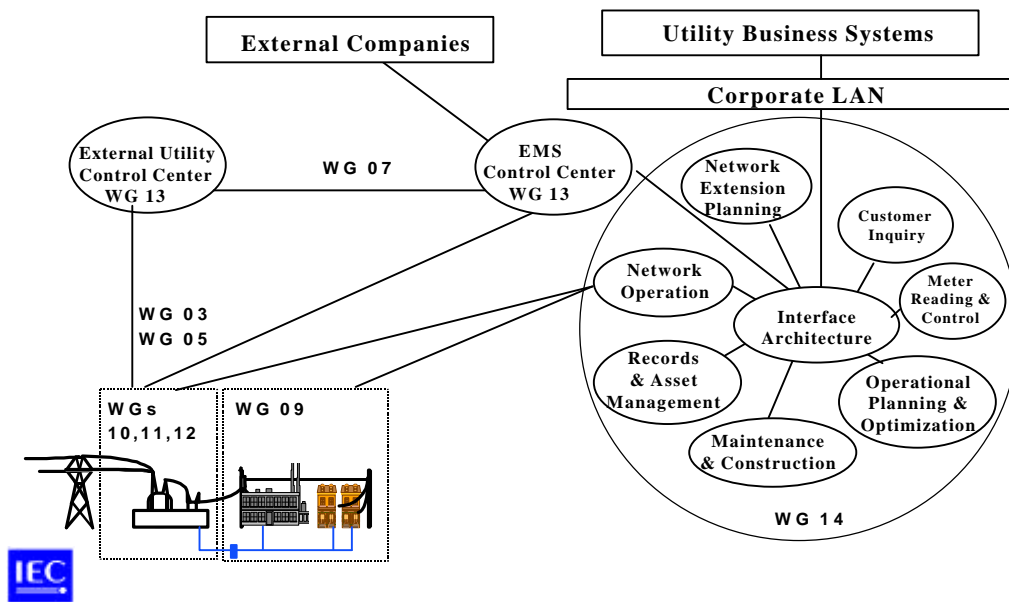 External Companies
Utility Business Systems
Corporate LAN
External Utility
Control Center
WG 13
WG 07
EMS
Control Center
WG 13
Network
Extension
Planning
Customer
Inquiry
Network
Operation
Meter
Reading &
Control
Interface
Architecture
WG 03
WG 05
Records
& Asset
Management
Operational
Planning &
Optimization
Maintenance
& Construction
WGs
10,11,12
WG 09
WG 14
IEC